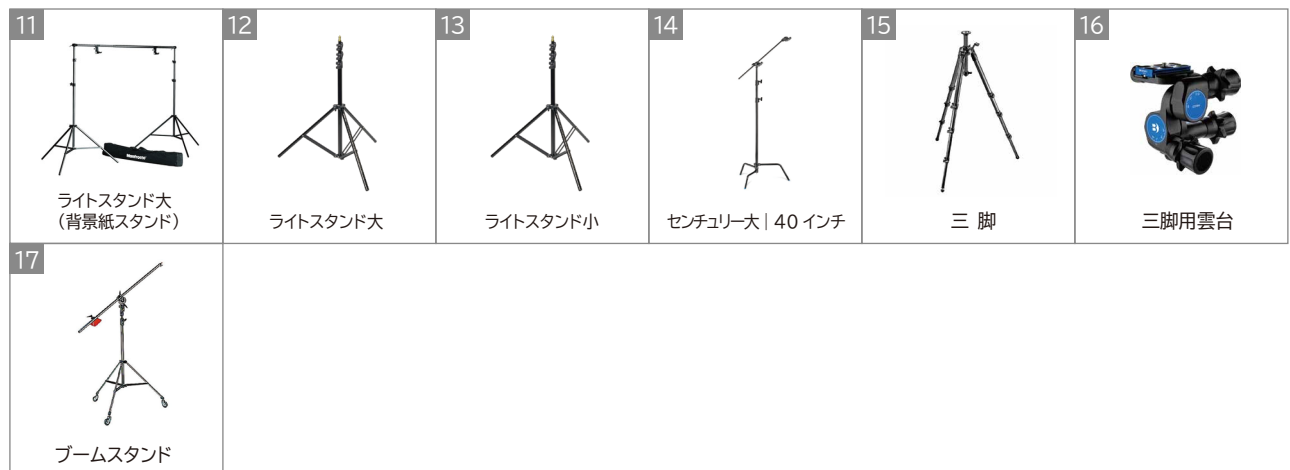 11
ライトスタンド大
（背景紙スタンド）
12
ライトスタンド大
13
ライトスタンド小
14
センチュリー大｜40 インチ
15
三 脚
16
三脚用雲台
17
ブームスタンド